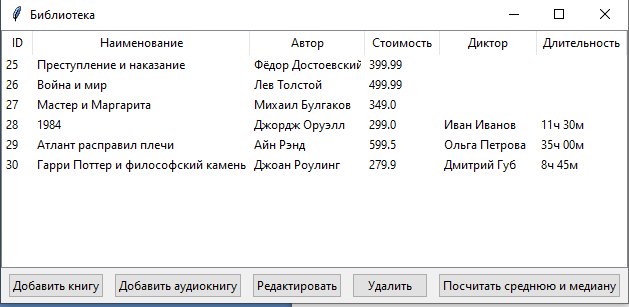 Библиотека
ID Наименование Автор Стоимость Диктор Длительность
25 Преступление и наказание Фёдор Достоевский 399.99
26 Война и мир Лев Толстой 499.99
27 Мастер и Маргарита Михаил Булгаков 349.0
28 1984 Джордж Оруэлл 299.0 Иван Иванов 11ч 30м
29 Атлант расправил плечи Айн Рэнд 599.5 Ольга Петрова 35ч 00м
30 Гарри Поттер и философский камень Джоан Роулинг 279.9 Дмитрий Губ 8ч 45м
Добавить книгу Добавить аудиокнигу Редактировать Удалить Посчитать среднюю и медиану